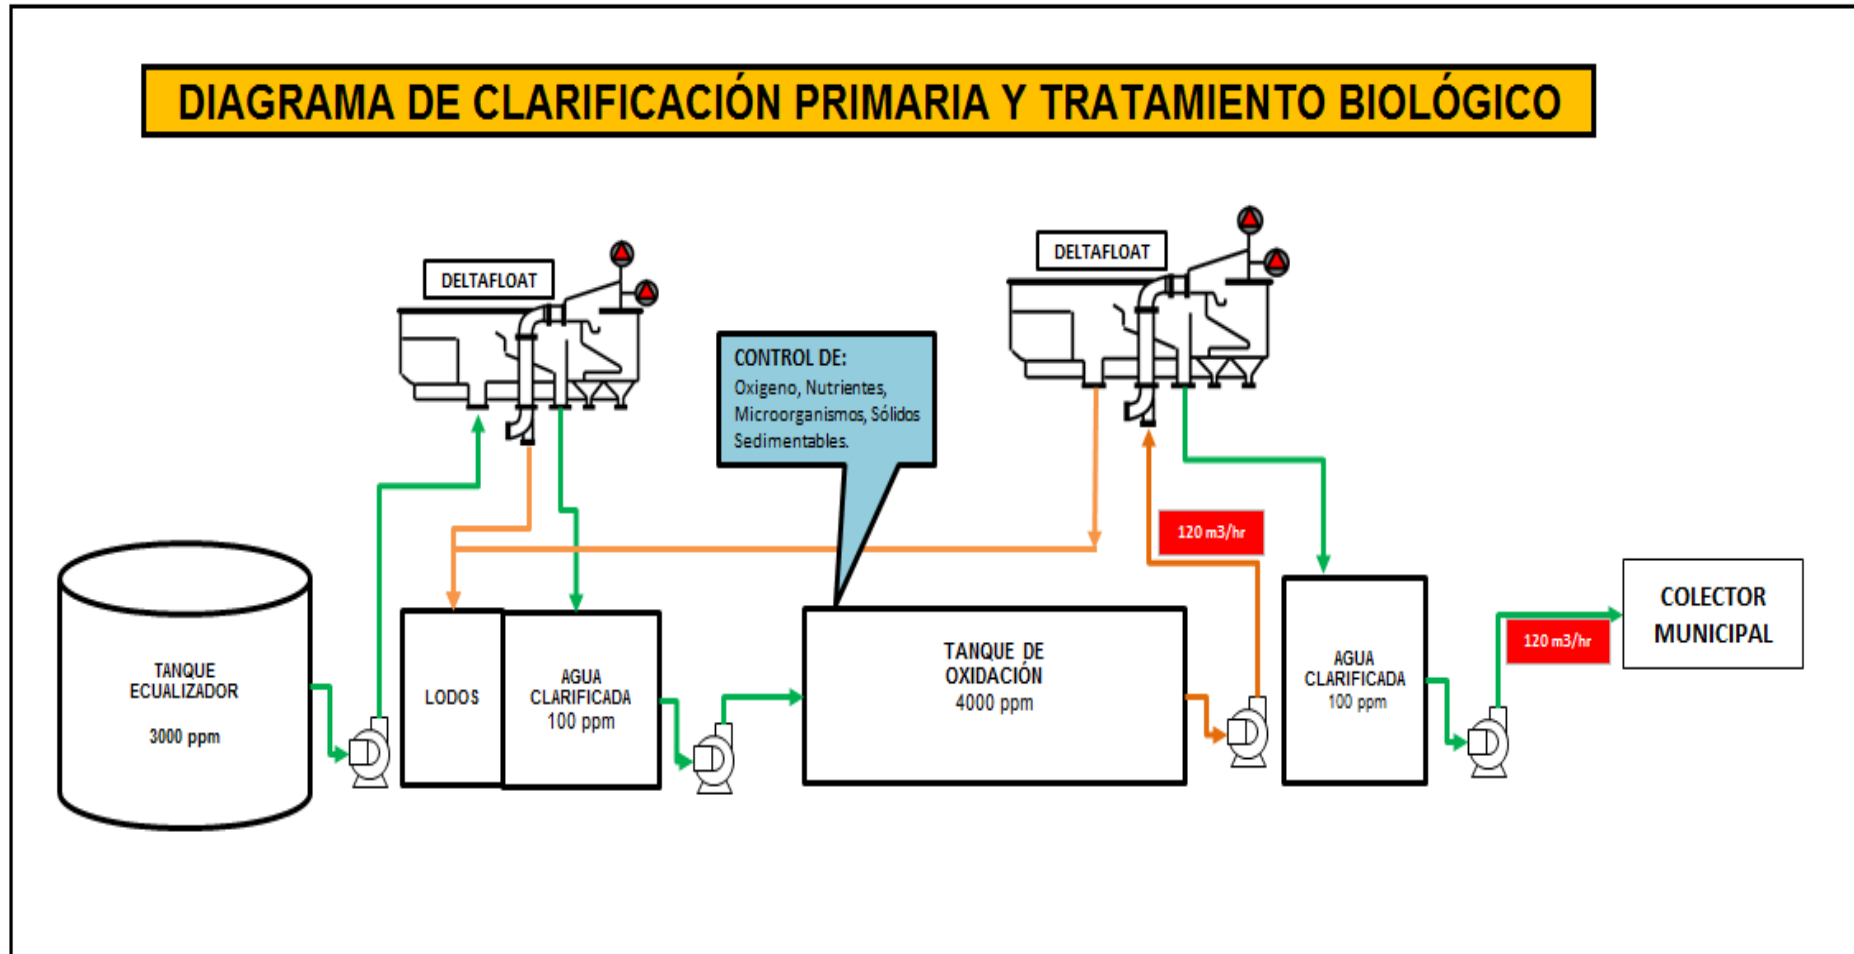 DIAGRAMA DE CLARIFICACIÓN PRIMARIA Y TRATAMIENTO BIOLÓGICO
DELTAFLOAT
DELTAFLOAT
CONTROL DE:
Oxigeno, Nutrientes,
Microorganismos, Sólidos
Sedimentables.
120 m3/hr
TANQUE
ECUALIZADOR
3000 ppm
LODOS
AGUA
CLARIFICADA
100 ppm
TANQUE DE
OXIDACIÓN
4000 ppm
AGUA
CLARIFICADA
100 ppm
120 m3/hr
COLECTOR
MUNICIPAL